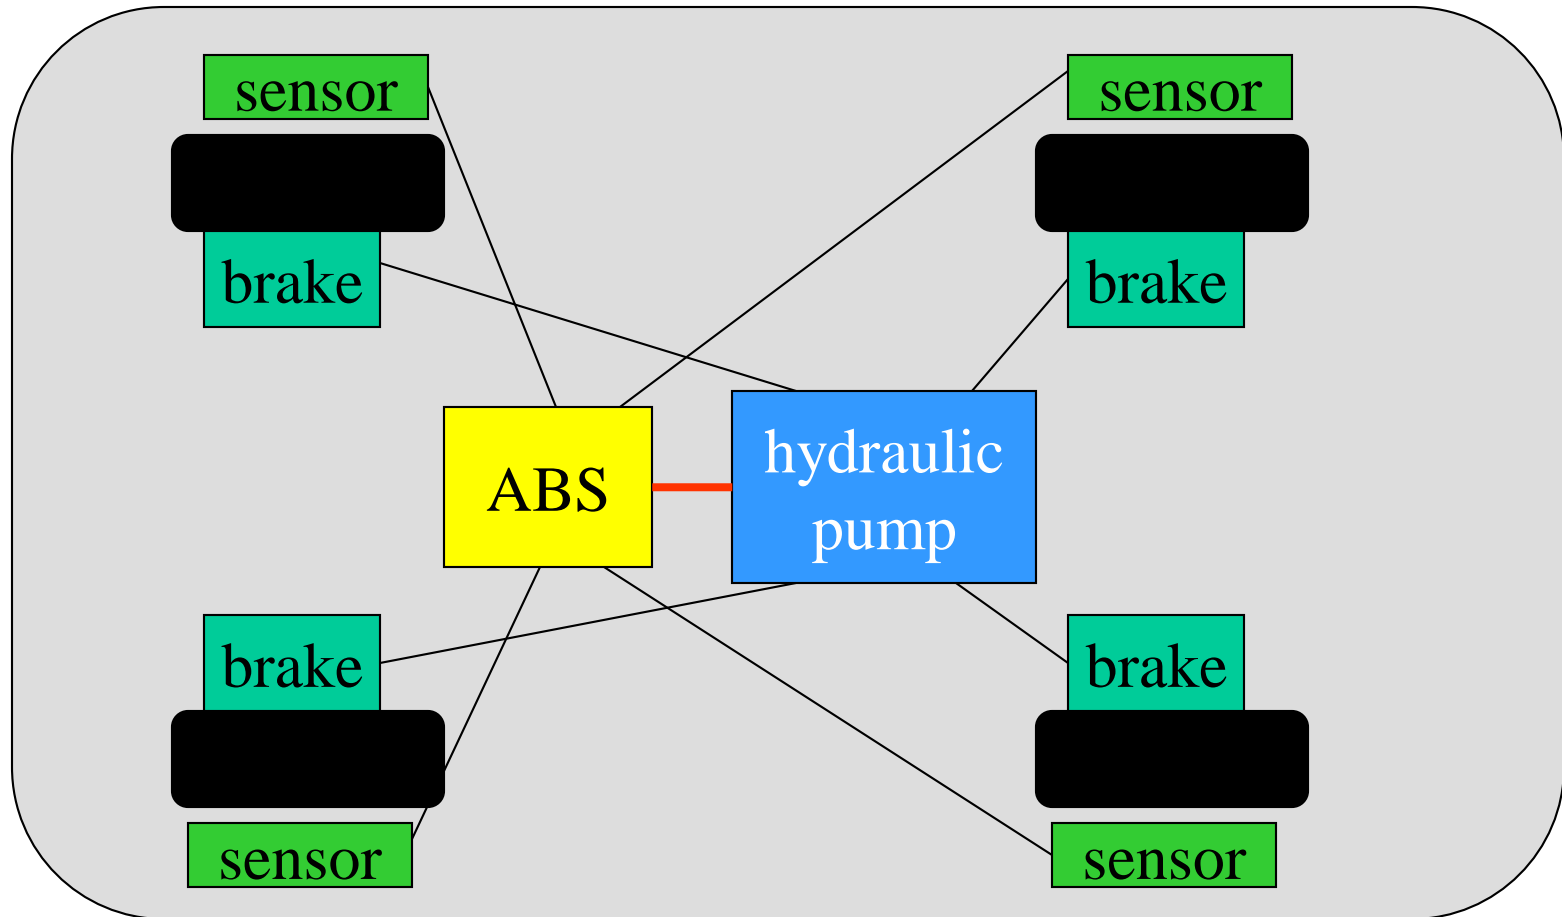 sensor
sensor
brake
brake
ABS
hydraulic
pump
brake
brake
sensor
sensor